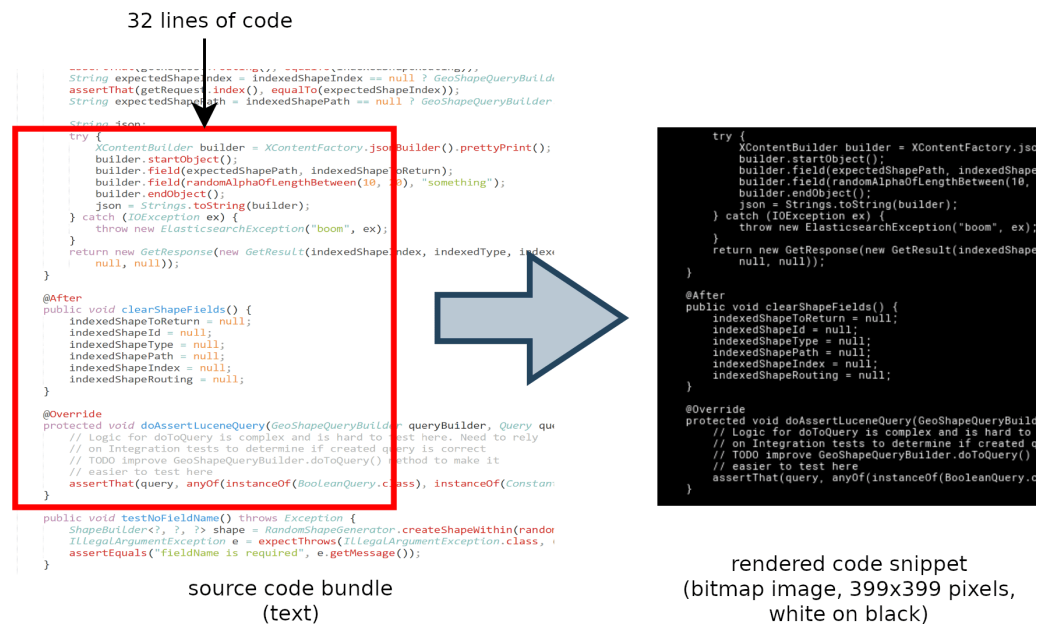 32 lines of code
String expectedShapeIndex = indexedShapeIndex == null ? GeoShapeQueryBuilde
assertThat(getRequest.index(), equalTo(expectedShapeIndex));
String expectedShapePath = indexedShapePath == null ? GeoShapeQueryBuilder
String json;
try {
XContentBuilder builder = XContentFactory.jsonBuilder().prettyPrint();
builder.startObject();
builder.field(expectedShapePath, indexedShapeToReturn);
builder.field(randomAlphaOfLengthBetween(10, 20), "something");
builder.endObject();
json = Strings.toString(builder);
} catch (IOException ex) {
throw new ElasticsearchException("boom", ex);
}
return new GetResponse(new GetResult(indexedShapeIndex, indexedType, indexe
null, null));
}
@After
public void clearShapeFields() {
indexedShapeToReturn = null;
indexedShapeId = null;
indexedShapeType = null;
indexedShapePath = null;
indexedShapeIndex = null;
indexedShapeRouting = null;
}
@Override
protected void doAssertLuceneQuery(GeoShapeQueryBuilder queryBuilder, Query que
// Logic for doToQuery is complex and is hard to test here. Need to rely
// on Integration tests to determine if created query is correct
// TODO improve GeoShapeQueryBuilder.doToQuery() method to make it
// easier to test here
assertThat(query, anyOf(instanceOf(BooleanQuery.class), instanceOf(Constan
}
public void testNoFieldName() throws Exception {
ShapeBuilder<?, ?, ?> shape = RandomShapeGenerator.createShapeWithin(random
IllegalArgumentException e = expectThrows(IllegalArgumentException.class,
assertEquals("fieldName is required", e.getMessage());
}
source code bundle
(text)
try {
XContentBuilder builder = XContentFactory.jso
builder.startObject();
builder.field(expectedShapePath, indexedShape
builder.field(randomAlphaOfLengthBetween(10,
builder.endObject();
json = Strings.toString(builder);
} catch (IOException ex) {
throw new ElasticsearchException("boom", ex);
}
return new GetResponse(new GetResult(indexedShape
null, null));
}
@After
public void clearShapeFields() {
indexedShapeToReturn = null;
indexedShapeId = null;
indexedShapeType = null;
indexedShapePath = null;
indexedShapeIndex = null;
indexedShapeRouting = null;
}
@Override
protected void doAssertLuceneQuery(GeoShapeQueryBuild
// Logic for doToQuery is complex and is hard to
// on Integration tests to determine if created q
// TODO improve GeoShapeQueryBuilder.doToQuery()
// easier to test here
assertThat(query, anyOf(instanceOf(BooleanQuery.c
}
rendered code snippet
(bitmap image, 399x399 pixels,
white on black)